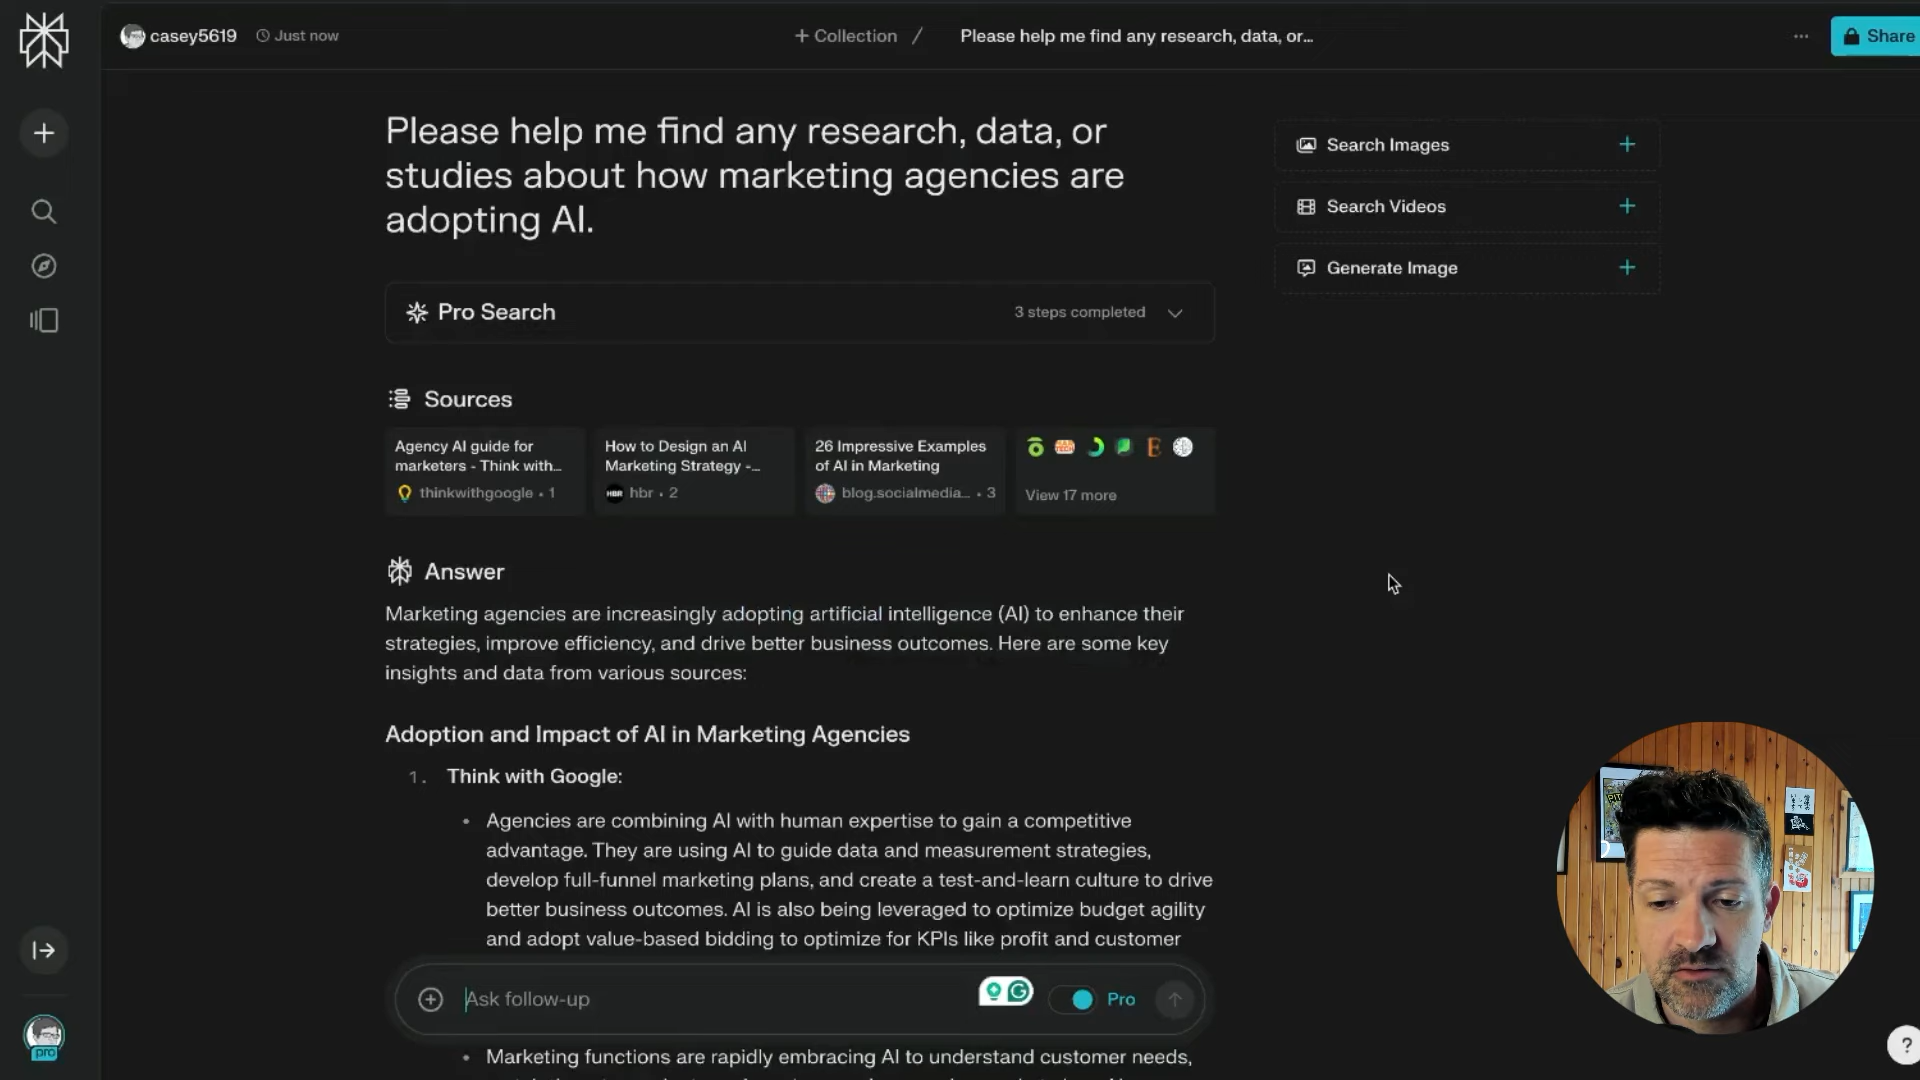 casey5619 Just now
+ Collection / Please help me find any research, data, or...
Share
Please help me find any research, data, or
studies about how marketing agencies are
adopting AI.
Search Images +
Search Videos +
Generate Image +
Pro Search 3 steps completed
Sources
Agency AI guide for
marketers - Think with...
thinkwithgoogle • 1
How to Design an AI
Marketing Strategy -...
hbr • 2
26 Impressive Examples
of AI in Marketing
blog.socialmedia... • 3
View 17 more
Answer
Marketing agencies are increasingly adopting artificial intelligence (AI) to enhance their
strategies, improve efficiency, and drive better business outcomes. Here are some key
insights and data from various sources:
Adoption and Impact of AI in Marketing Agencies
1. Think with Google:
• Agencies are combining AI with human expertise to gain a competitive
advantage. They are using AI to guide data and measurement strategies,
develop full-funnel marketing plans, and create a test-and-learn culture to drive
better business outcomes. AI is also being leveraged to optimize budget agility
and adopt value-based bidding to optimize for KPIs like profit and customer
Ask follow-up
Pro
• Marketing functions are rapidly embracing AI to understand customer needs,
pro
?